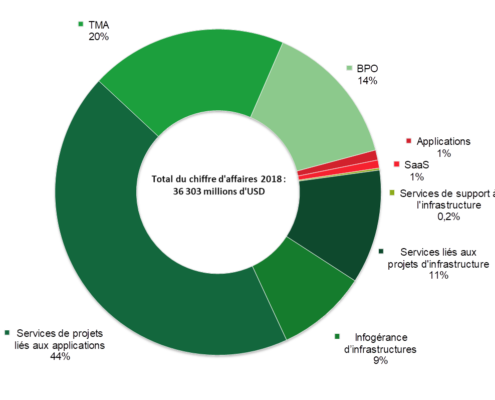 TMA
20%
BPO
14%
Applications
1%
SaaS
1%
Services de support à
l'infrastructure
0,2%
Total du chiffre d'affaires 2018 :
36 303 millions d'USD
Services liés aux
projets d'infrastructure
11%
Infogérance
d'infrastructures
9%
Services de projets
liés aux applications
44%